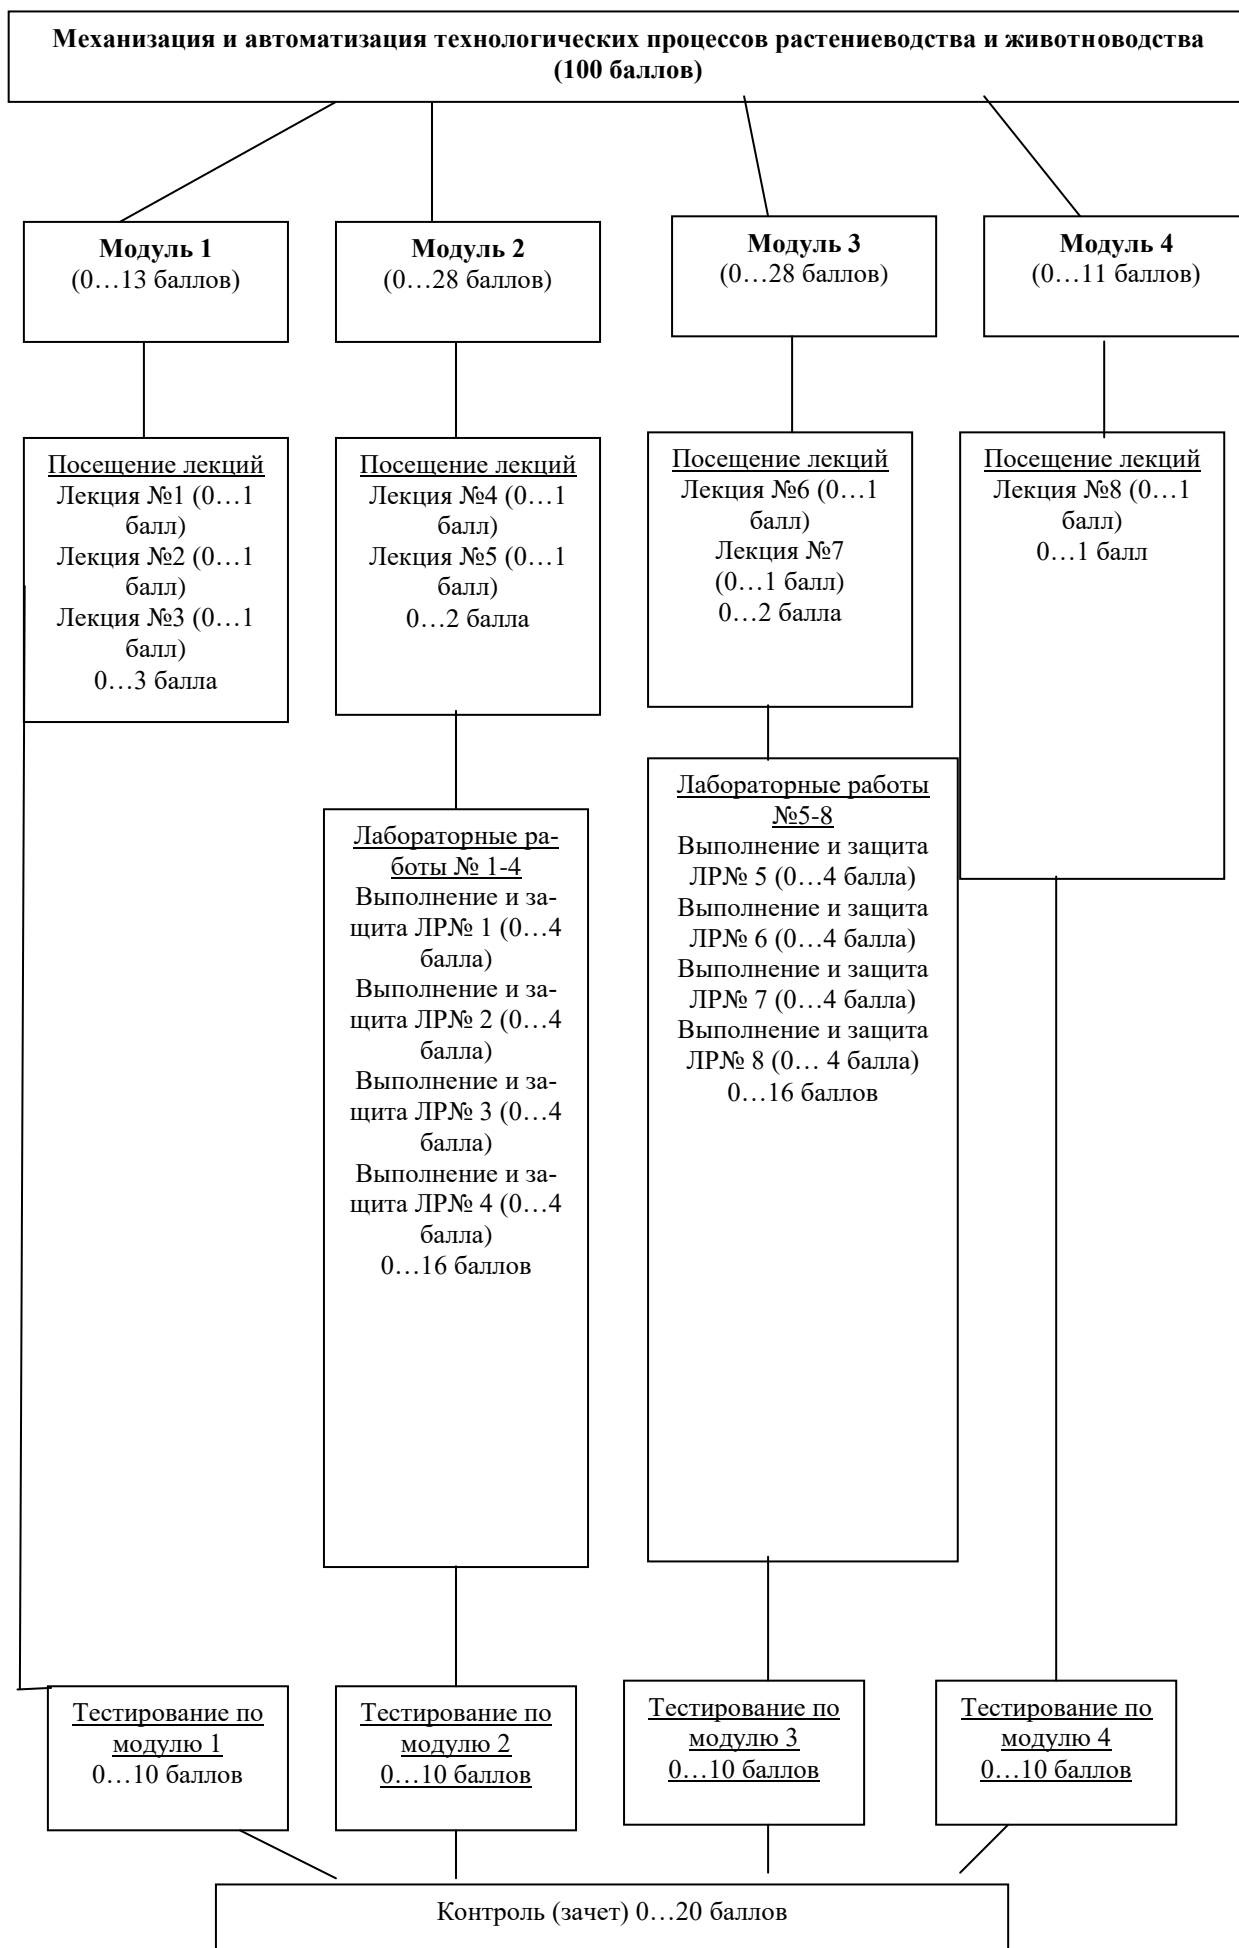 Механизация и автоматизация технологических процессов растениеводства и животноводства
(100 баллов)
Модуль 1
(0…13 баллов)
Модуль 2
(0…28 баллов)
Модуль 3
(0…28 баллов)
Модуль 4
(0…11 баллов)
Посещение лекций
Лекция №1 (0…1
балл)
Лекция №2 (0…1
балл)
Лекция №3 (0…1
балл)
0…3 балла
Посещение лекций
Лекция №4 (0…1
балл)
Лекция №5 (0…1
балл)
0…2 балла
Посещение лекций
Лекция №6 (0…1
балл)
Лекция №7
(0…1 балл)
0…2 балла
Посещение лекций
Лекция №8 (0…1
балл)
0…1 балл
Лабораторные ра-
боты № 1-4
Выполнение и за-
щита ЛР№ 1 (0…4
балла)
Выполнение и за-
щита ЛР№ 2 (0…4
балла)
Выполнение и за-
щита ЛР№ 3 (0…4
балла)
Выполнение и за-
щита ЛР№ 4 (0…4
балла)
0…16 баллов
Лабораторные работы
№5-8
Выполнение и защита
ЛР№ 5 (0…4 балла)
Выполнение и защита
ЛР№ 6 (0…4 балла)
Выполнение и защита
ЛР№ 7 (0…4 балла)
Выполнение и защита
ЛР№ 8 (0… 4 балла)
0…16 баллов
Тестирование по
модулю 1
0…10 баллов
Тестирование по
модулю 2
0…10 баллов
Тестирование по
модулю 3
0…10 баллов
Тестирование по
модулю 4
0…10 баллов
Контроль (зачет) 0…20 баллов